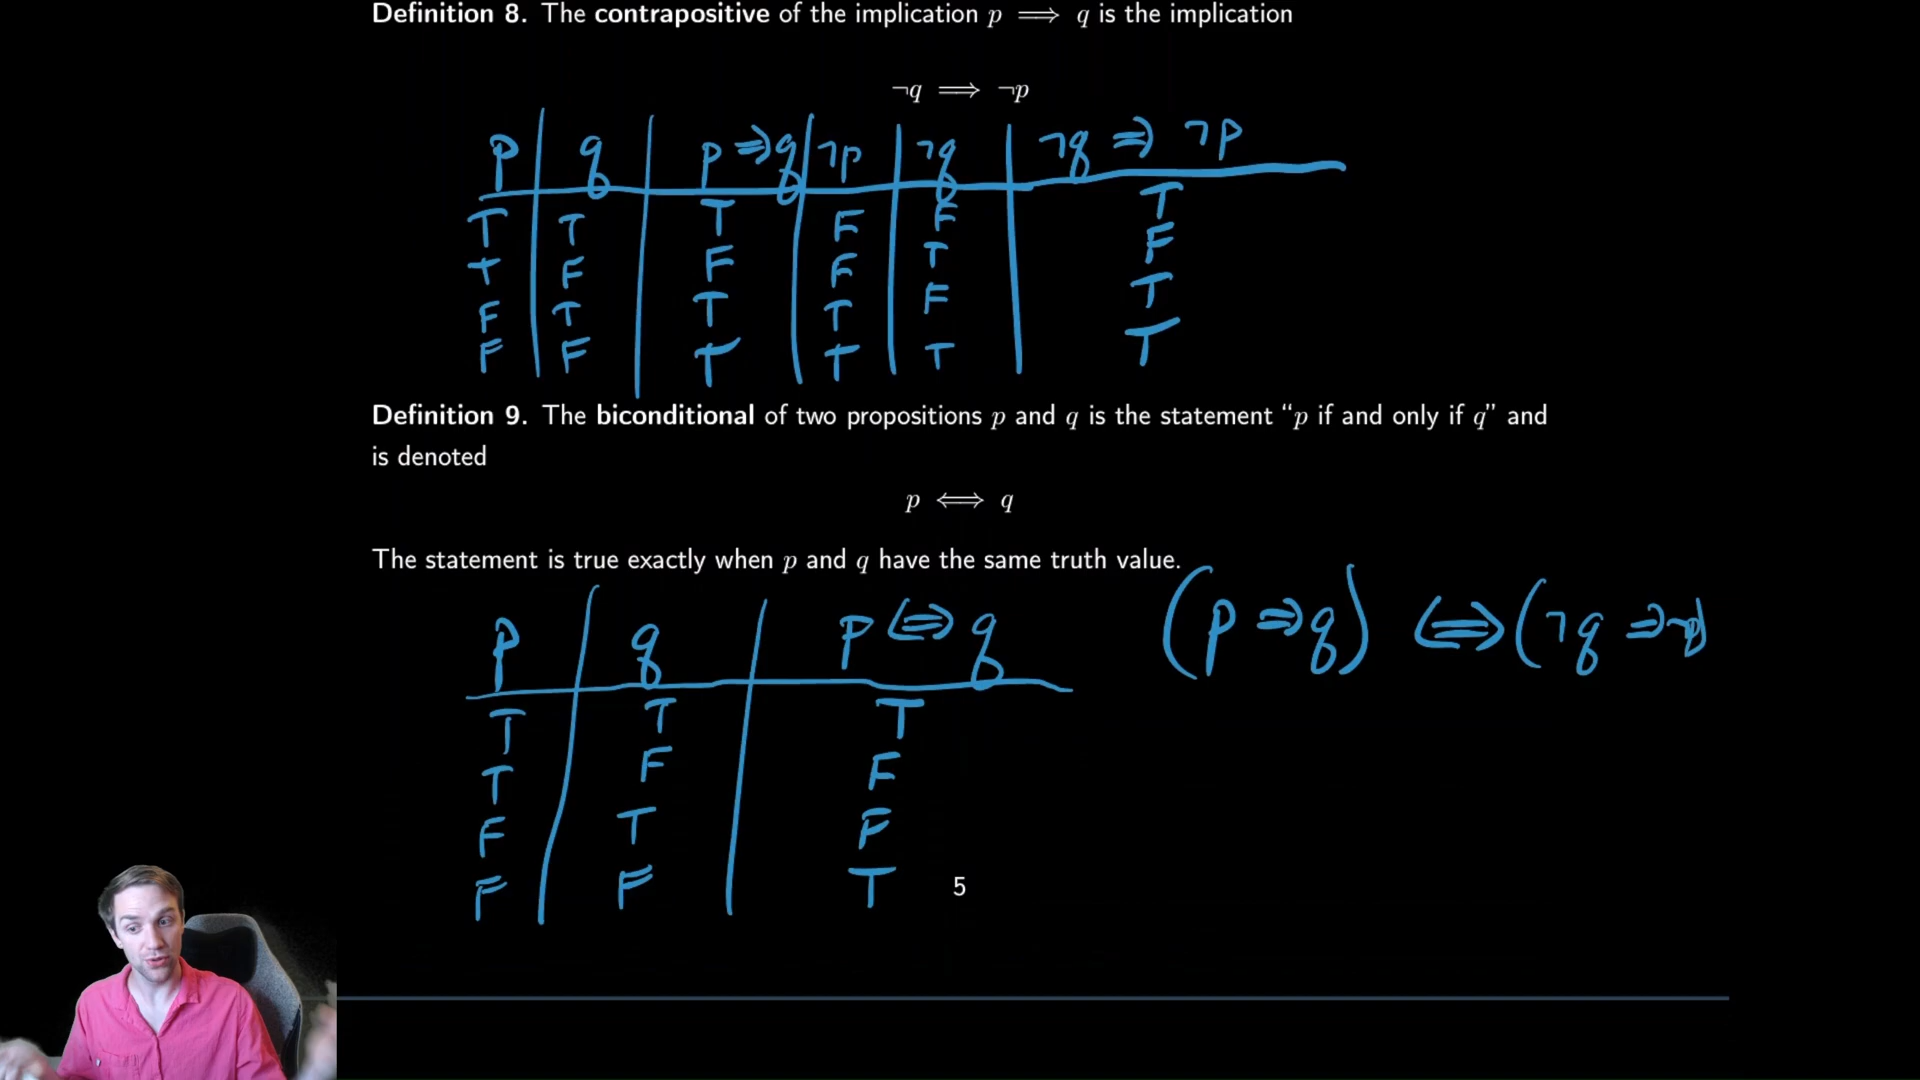 Definition 8. The contrapositive of the implication p ⟹ q is the implication
¬q ⟹ ¬p
p q p ⇒ q ¬p ¬q ¬q ⇒ ¬p
T T T F F T
T F F F T F
F T T T F T
F F T T T T
Definition 9. The biconditional of two propositions p and q is the statement “p if and only if q” and
is denoted
p ⟺ q
The statement is true exactly when p and q have the same truth value.
(p ⇒ q) ⇔ (¬q ⇒ ¬p)
p q p ⇔ q
T T T
T F F
F T F
F F T
5